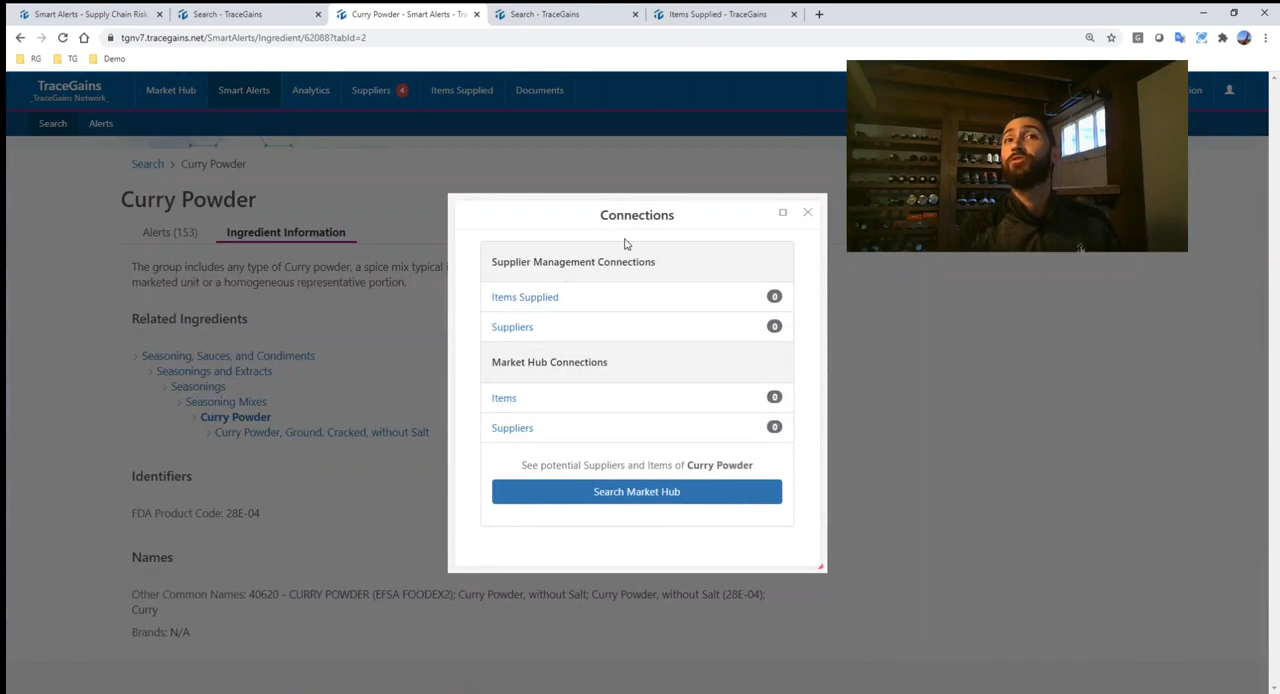 Smart Alerts - Supply Chain Risk
Search - TraceGains
Curry Powder - Smart Alerts - Tra
Search - TraceGains
Items Supplied - TraceGains
tgnv7.tracegains.net/SmartAlerts/Ingredient/62088?tabId=2
RG
TG
Demo
TraceGains
_TraceGains Network_
Market Hub
Smart Alerts
Analytics
Suppliers 4
Items Supplied
Documents
ion
Search
Alerts
Search > Curry Powder
Curry Powder
Alerts (153)
Ingredient Information
The group includes any type of Curry powder, a spice mix typical i
marketed unit or a homogeneous representative portion.
Related Ingredients
Seasoning, Sauces, and Condiments
Seasonings and Extracts
Seasonings
Seasoning Mixes
Curry Powder
Curry Powder, Ground, Cracked, without Salt
Identifiers
FDA Product Code: 28E-04
Names
Other Common Names: 40620 - CURRY POWDER (EFSA FOODEX2); Curry Powder, without Salt; Curry Powder, without Salt (28E-04);
Curry
Brands: N/A
Connections
Supplier Management Connections
Items Supplied 0
Suppliers 0
Market Hub Connections
Items 0
Suppliers 0
See potential Suppliers and Items of Curry Powder
Search Market Hub